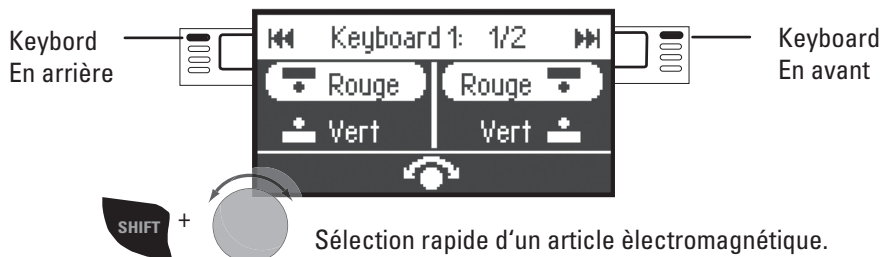 Keybord
En arrière
Keyboard 1: 1/2
Rouge Rouge
Vert Vert
Keyboard
En avant
SHIFT +
Sélection rapide d‘un article èlectromagnétique.